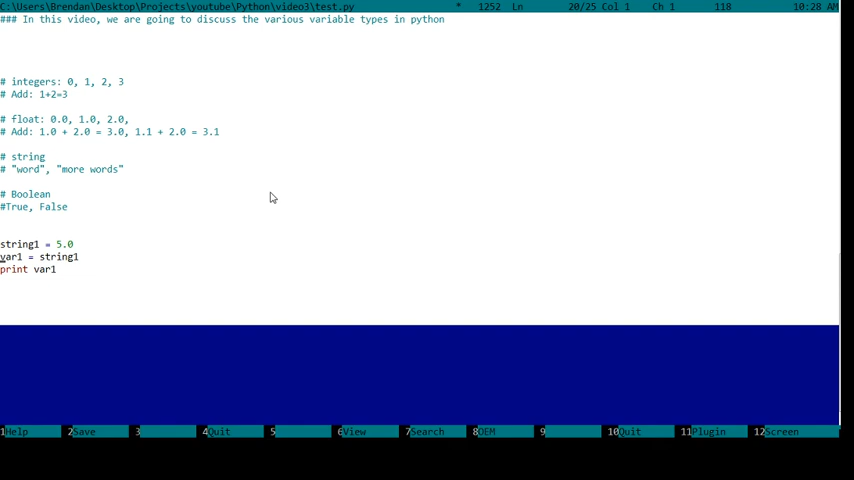 C:\Users\Brendan\Desktop\Projects\youtube\Python\video3\test.py * 1252 Ln 20/25 Col 1 Ch 1 118 10:28 AM
### In this video, we are going to discuss the various variable types in python
# integers: 0, 1, 2, 3
# Add: 1+2=3
# float: 0.0, 1.0, 2.0,
# Add: 1.0 + 2.0 = 3.0, 1.1 + 2.0 = 3.1
# string
# "word", "more words"
# Boolean
#True, False
string1 = 5.0
var1 = string1
print var1
1Help 2Save 3 4Quit 5 6View 7Search 8OEM 9 10Quit 11Plugin 12Screen